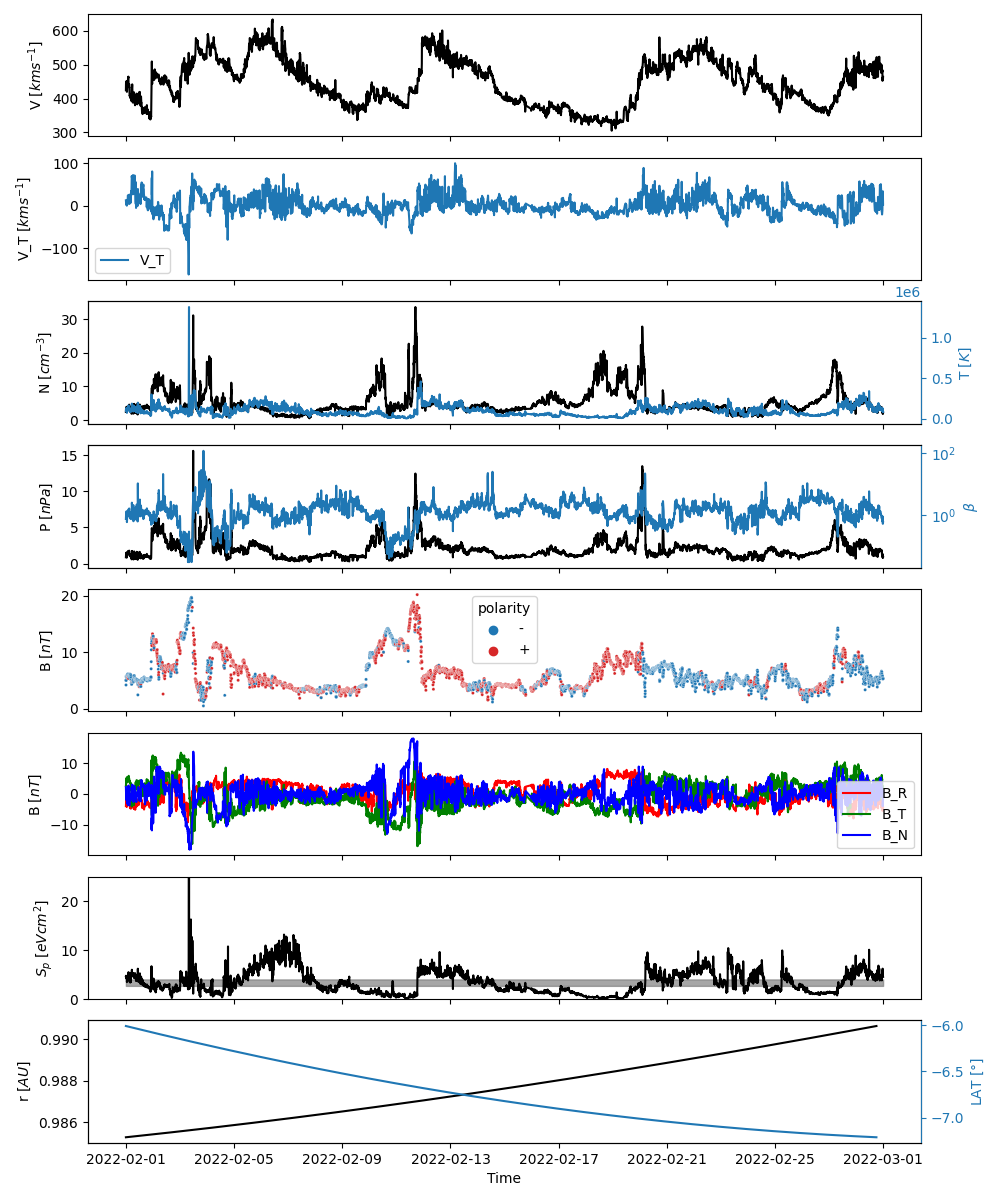 V [kms⁻¹]
600
500
400
300
V_T [kms⁻¹]
100
0
−100
V_T
1e6
N [cm⁻³]
30
20
10
0
1.0
0.5
0.0
T [K]
P [nPa]
15
10
5
0
10²
10⁰
β
B [nT]
20
10
0
polarity
-
+
B [nT]
10
0
−10
B_R
B_T
B_N
Sₚ [eVcm²]
20
10
0
r [AU]
0.990
0.988
0.986
−6.0
−6.5
−7.0
LAT [°]
2022-02-01 2022-02-05 2022-02-09 2022-02-13 2022-02-17 2022-02-21 2022-02-25 2022-03-01
Time